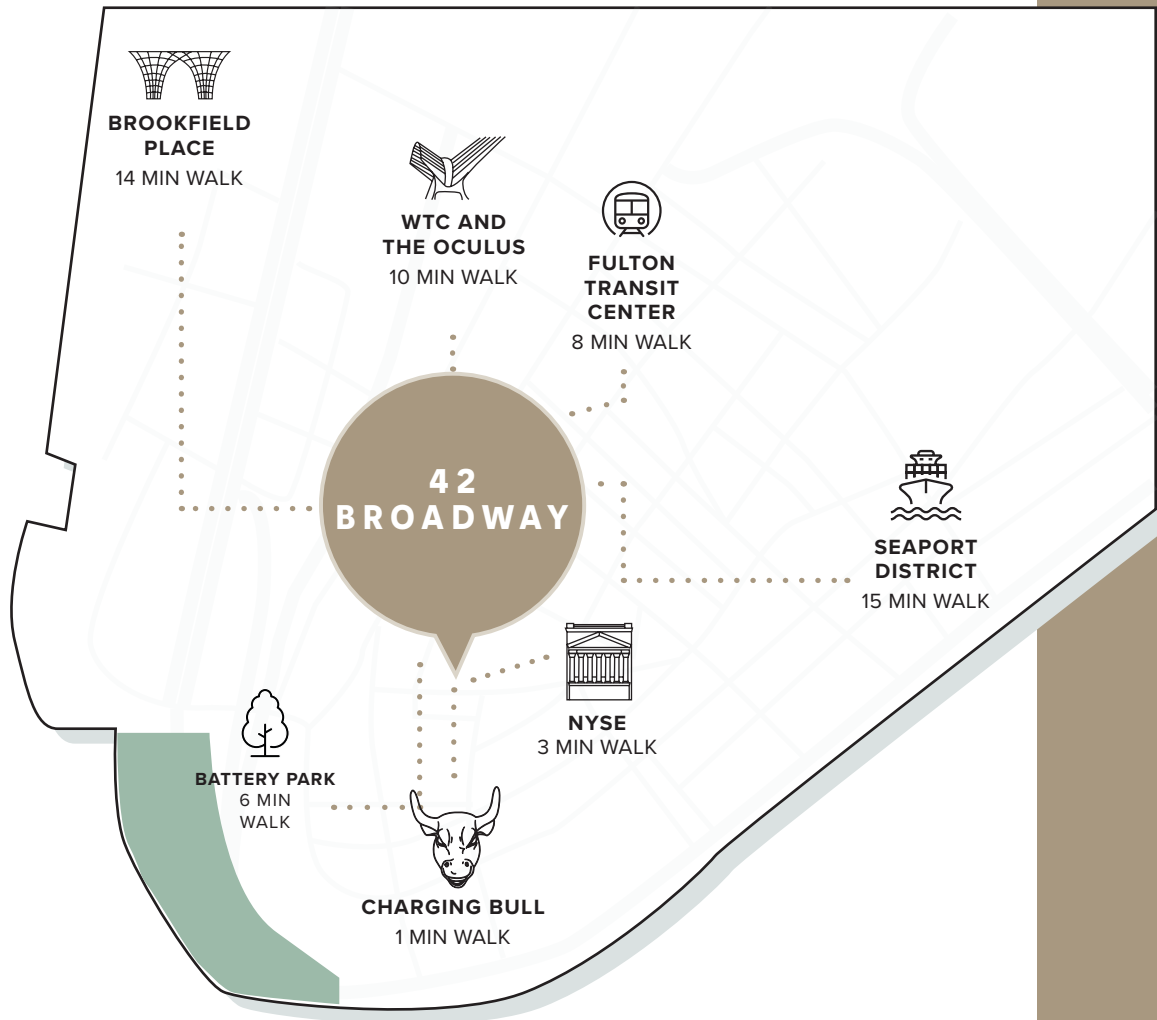 BROOKFIELD
PLACE
14 MIN WALK
WTC AND
THE OCULUS
10 MIN WALK
FULTON
TRANSIT
CENTER
8 MIN WALK
42
BROADWAY
SEAPORT
DISTRICT
15 MIN WALK
NYSE
3 MIN WALK
BATTERY PARK
6 MIN
WALK
CHARGING BULL
1 MIN WALK